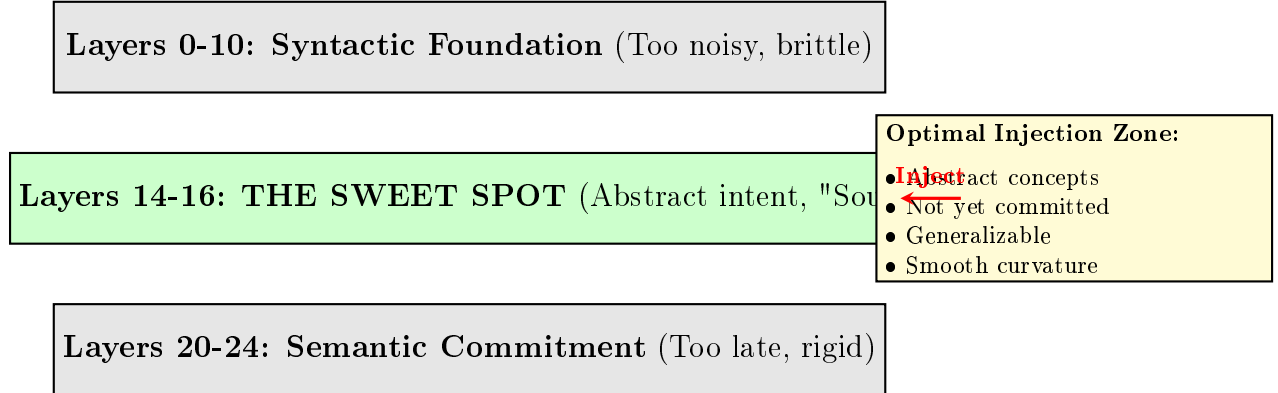 Layers 0-10: Syntactic Foundation (Too noisy, brittle)
Optimal Injection Zone:
Layers 14-16: THE SWEET SPOT (Abstract intent, "Sou
Inject
• Abstract concepts
• Not yet committed
• Generalizable
• Smooth curvature
Layers 20-24: Semantic Commitment (Too late, rigid)